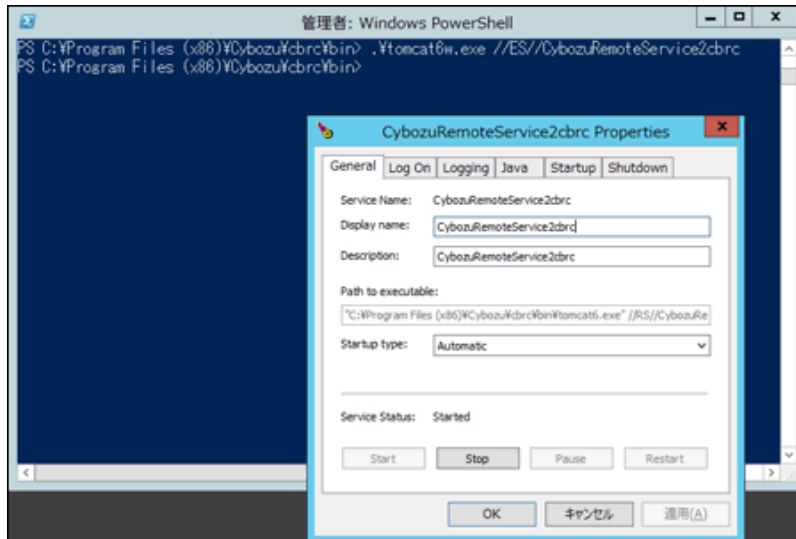 管理者: Windows PowerShell
PS C:¥Program Files (x86)¥Cybozu¥cbrc¥bin> .¥tomcat6w.exe //ES//CybozuRemoteService2cbrc
PS C:¥Program Files (x86)¥Cybozu¥cbrc¥bin>
CybozuRemoteService2cbrc Properties
General Log On Logging Java Startup Shutdown
Service Name: CybozuRemoteService2cbrc
Display name: CybozuRemoteService2cbrc
Description: CybozuRemoteService2cbrc
Path to executable:
"C:¥Program Files (x86)¥Cybozu¥cbrc¥bin¥tomcat6.exe" //RS//CybozuRe
Startup type: Automatic
Service Status: Started
Start Stop Pause Restart
OK キャンセル 適用(A)